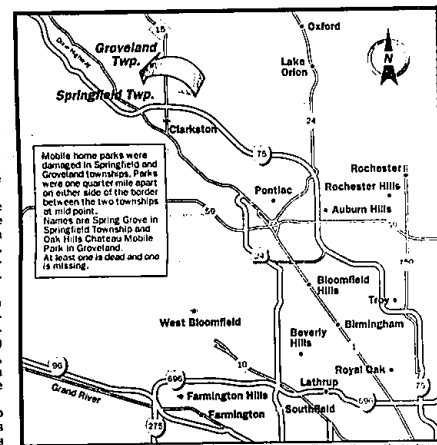 15
Oxford
Groveland
Twp.
Lake
Orion
N
Springfield Twp.
24
Clarkston
75
Mobile home parks were
damaged in Springfield and
Groveland townships. Parks
were one quarter mile apart
on either side of the border
between the two townships
at mid point.
Names are Spring Grove in
Springfield Township and
Oak Hills Chateau Mobile
Park in Groveland.
At least one is dead and one
is missing.
Rochester
Pontiac
Rochester Hills
Auburn Hills
59
59
24
150
Bloomfield
Hills
Troy
West Bloomfield
Birmingham
Beverly
Hills
1
10
Royal Oak
96
696
75
Grand River
Lathrup
Farmington Hills
696
Southfield
Farmington
275